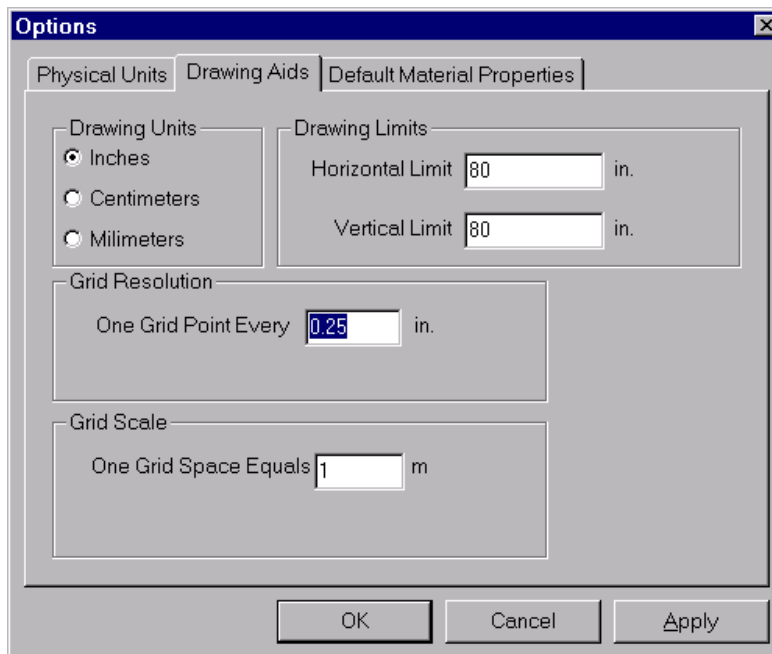 Options
Physical Units Drawing Aids Default Material Properties
Drawing Units
Inches
Centimeters
Milimeters
Drawing Limits
Horizontal Limit 80 in.
Vertical Limit 80 in.
Grid Resolution
One Grid Point Every 0.25 in.
Grid Scale
One Grid Space Equals 1 m
OK Cancel Apply